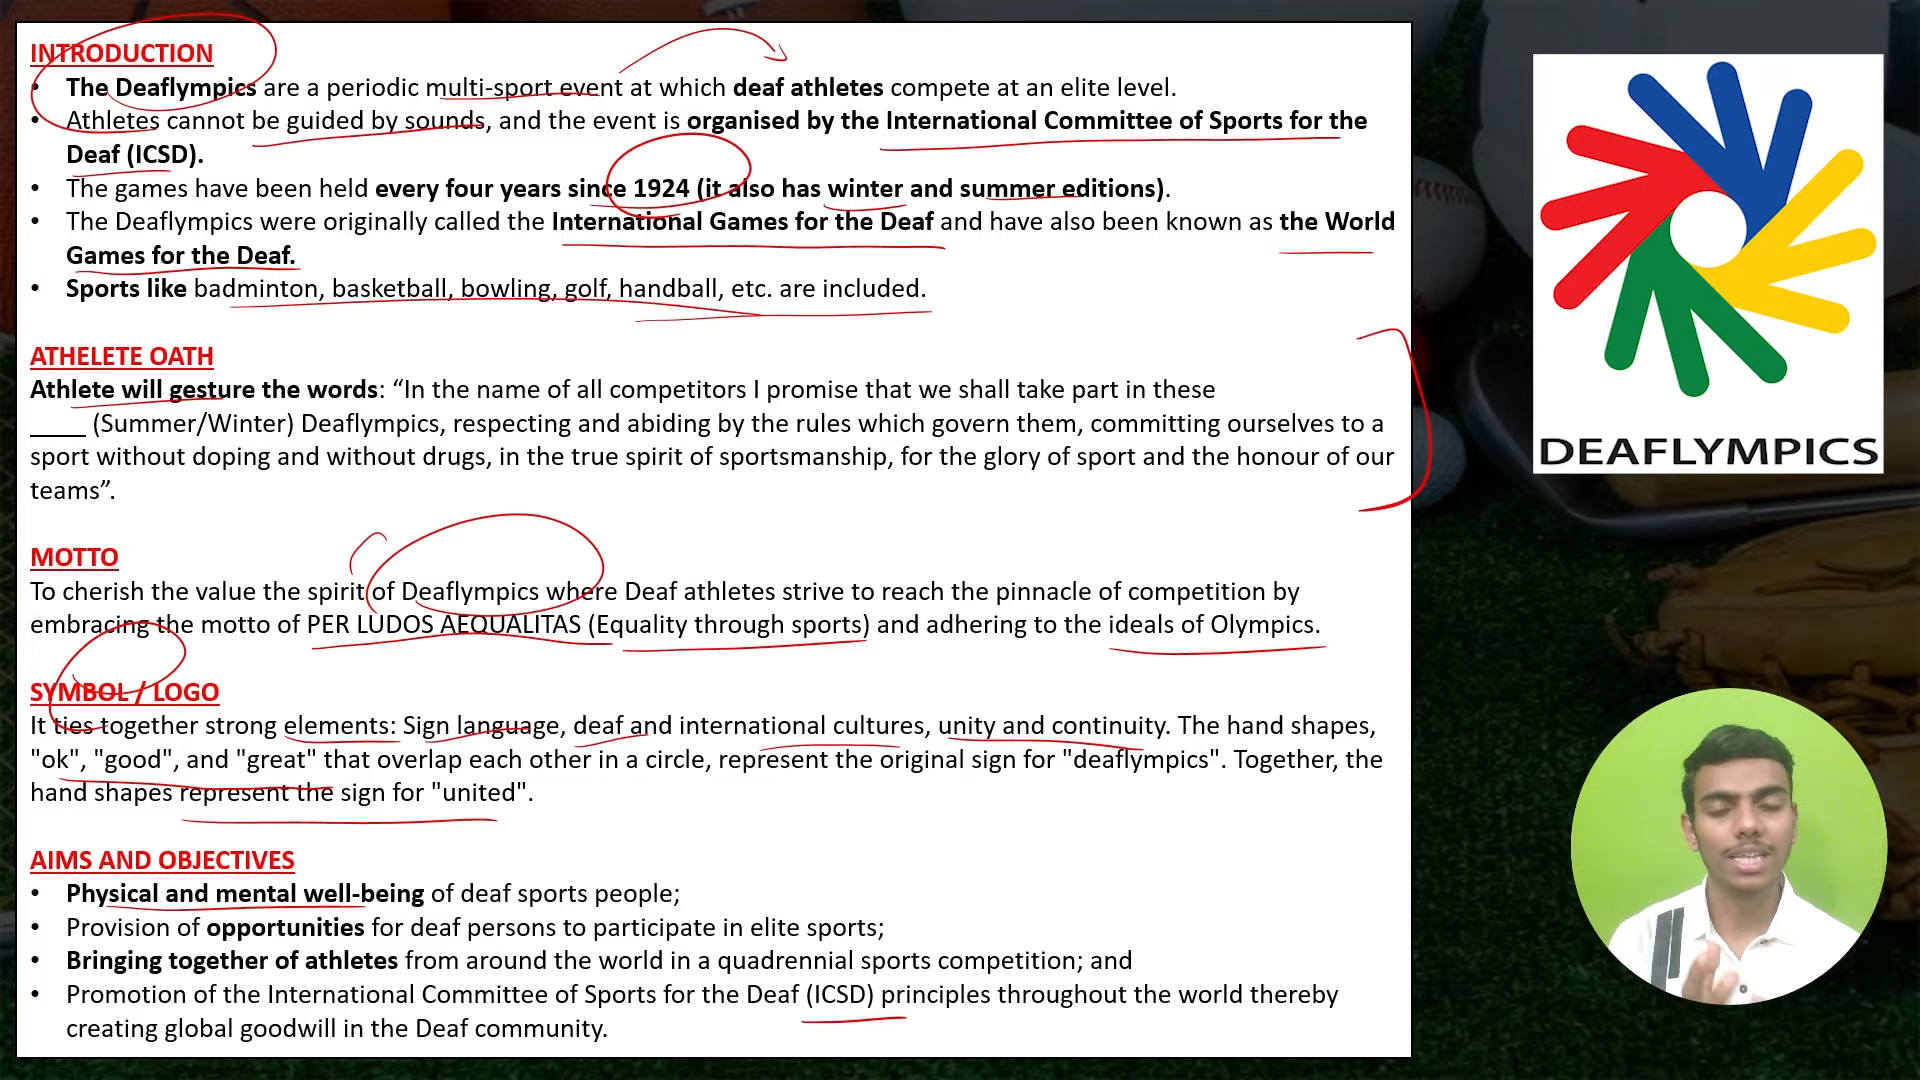 INTRODUCTION
• The Deaflympics are a periodic multi-sport event at which deaf athletes compete at an elite level.
• Athletes cannot be guided by sounds, and the event is organised by the International Committee of Sports for the
Deaf (ICSD).
• The games have been held every four years since 1924 (it also has winter and summer editions).
• The Deaflympics were originally called the International Games for the Deaf and have also been known as the World
Games for the Deaf.
• Sports like badminton, basketball, bowling, golf, handball, etc. are included.
ATHELETE OATH
Athlete will gesture the words: “In the name of all competitors I promise that we shall take part in these
____ (Summer/Winter) Deaflympics, respecting and abiding by the rules which govern them, committing ourselves to a
sport without doping and without drugs, in the true spirit of sportsmanship, for the glory of sport and the honour of our
teams”.
MOTTO
To cherish the value the spirit of Deaflympics where Deaf athletes strive to reach the pinnacle of competition by
embracing the motto of PER LUDOS AEQUALITAS (Equality through sports) and adhering to the ideals of Olympics.
SYMBOL / LOGO
It ties together strong elements: Sign language, deaf and international cultures, unity and continuity. The hand shapes,
"ok", "good", and "great" that overlap each other in a circle, represent the original sign for "deaflympics". Together, the
hand shapes represent the sign for "united".
AIMS AND OBJECTIVES
• Physical and mental well-being of deaf sports people;
• Provision of opportunities for deaf persons to participate in elite sports;
• Bringing together of athletes from around the world in a quadrennial sports competition; and
• Promotion of the International Committee of Sports for the Deaf (ICSD) principles throughout the world thereby
creating global goodwill in the Deaf community.
DEAFLYMPICS